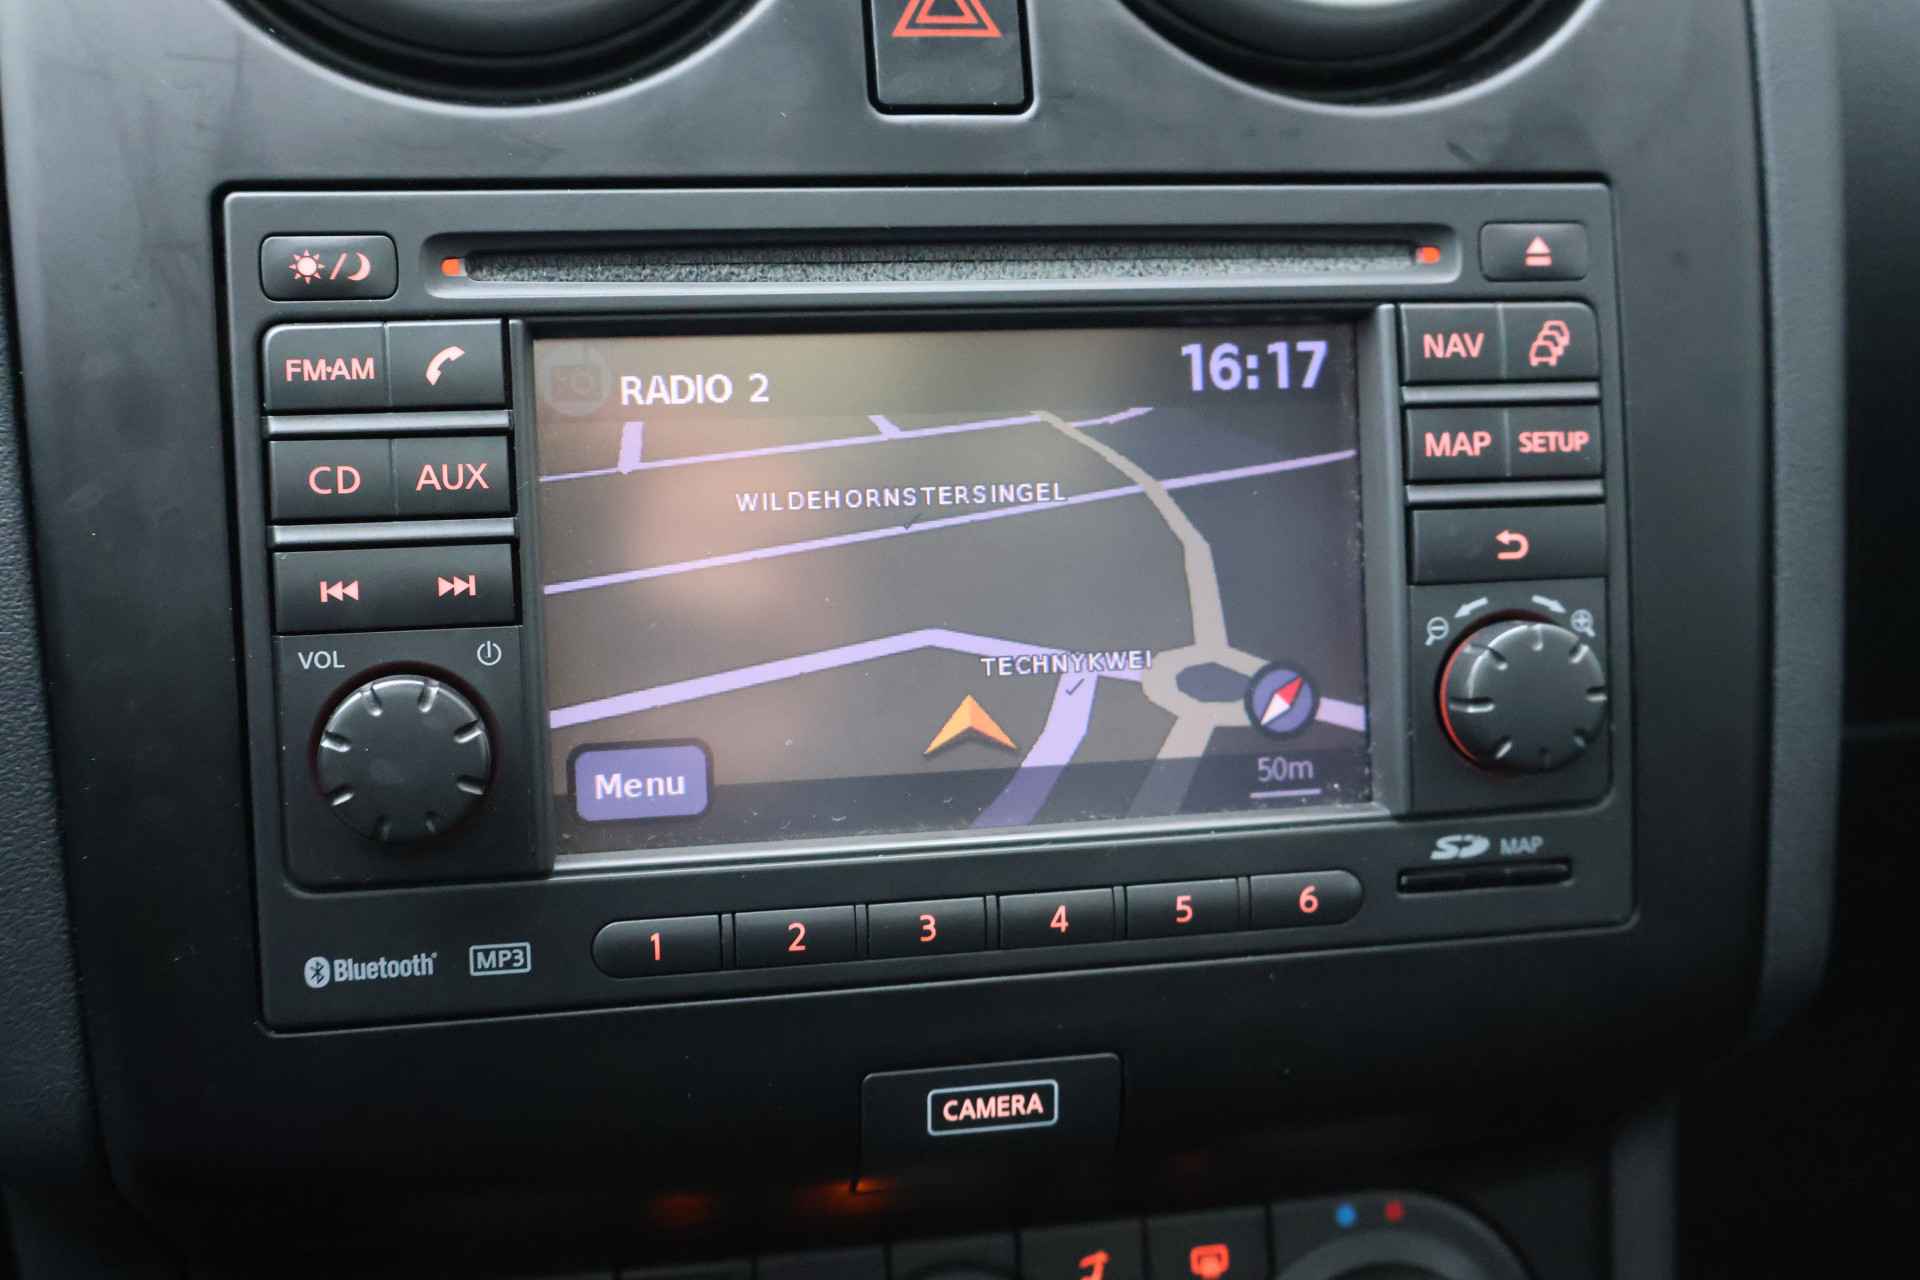 FM·AM
CD AUX
VOL
RADIO 2 16:17
WILDEHORNSTERSINGEL
TECHNYKWEI
Menu
50m
NAV
MAP SETUP
SD MAP
Bluetooth MP3
1 2 3 4 5 6
CAMERA